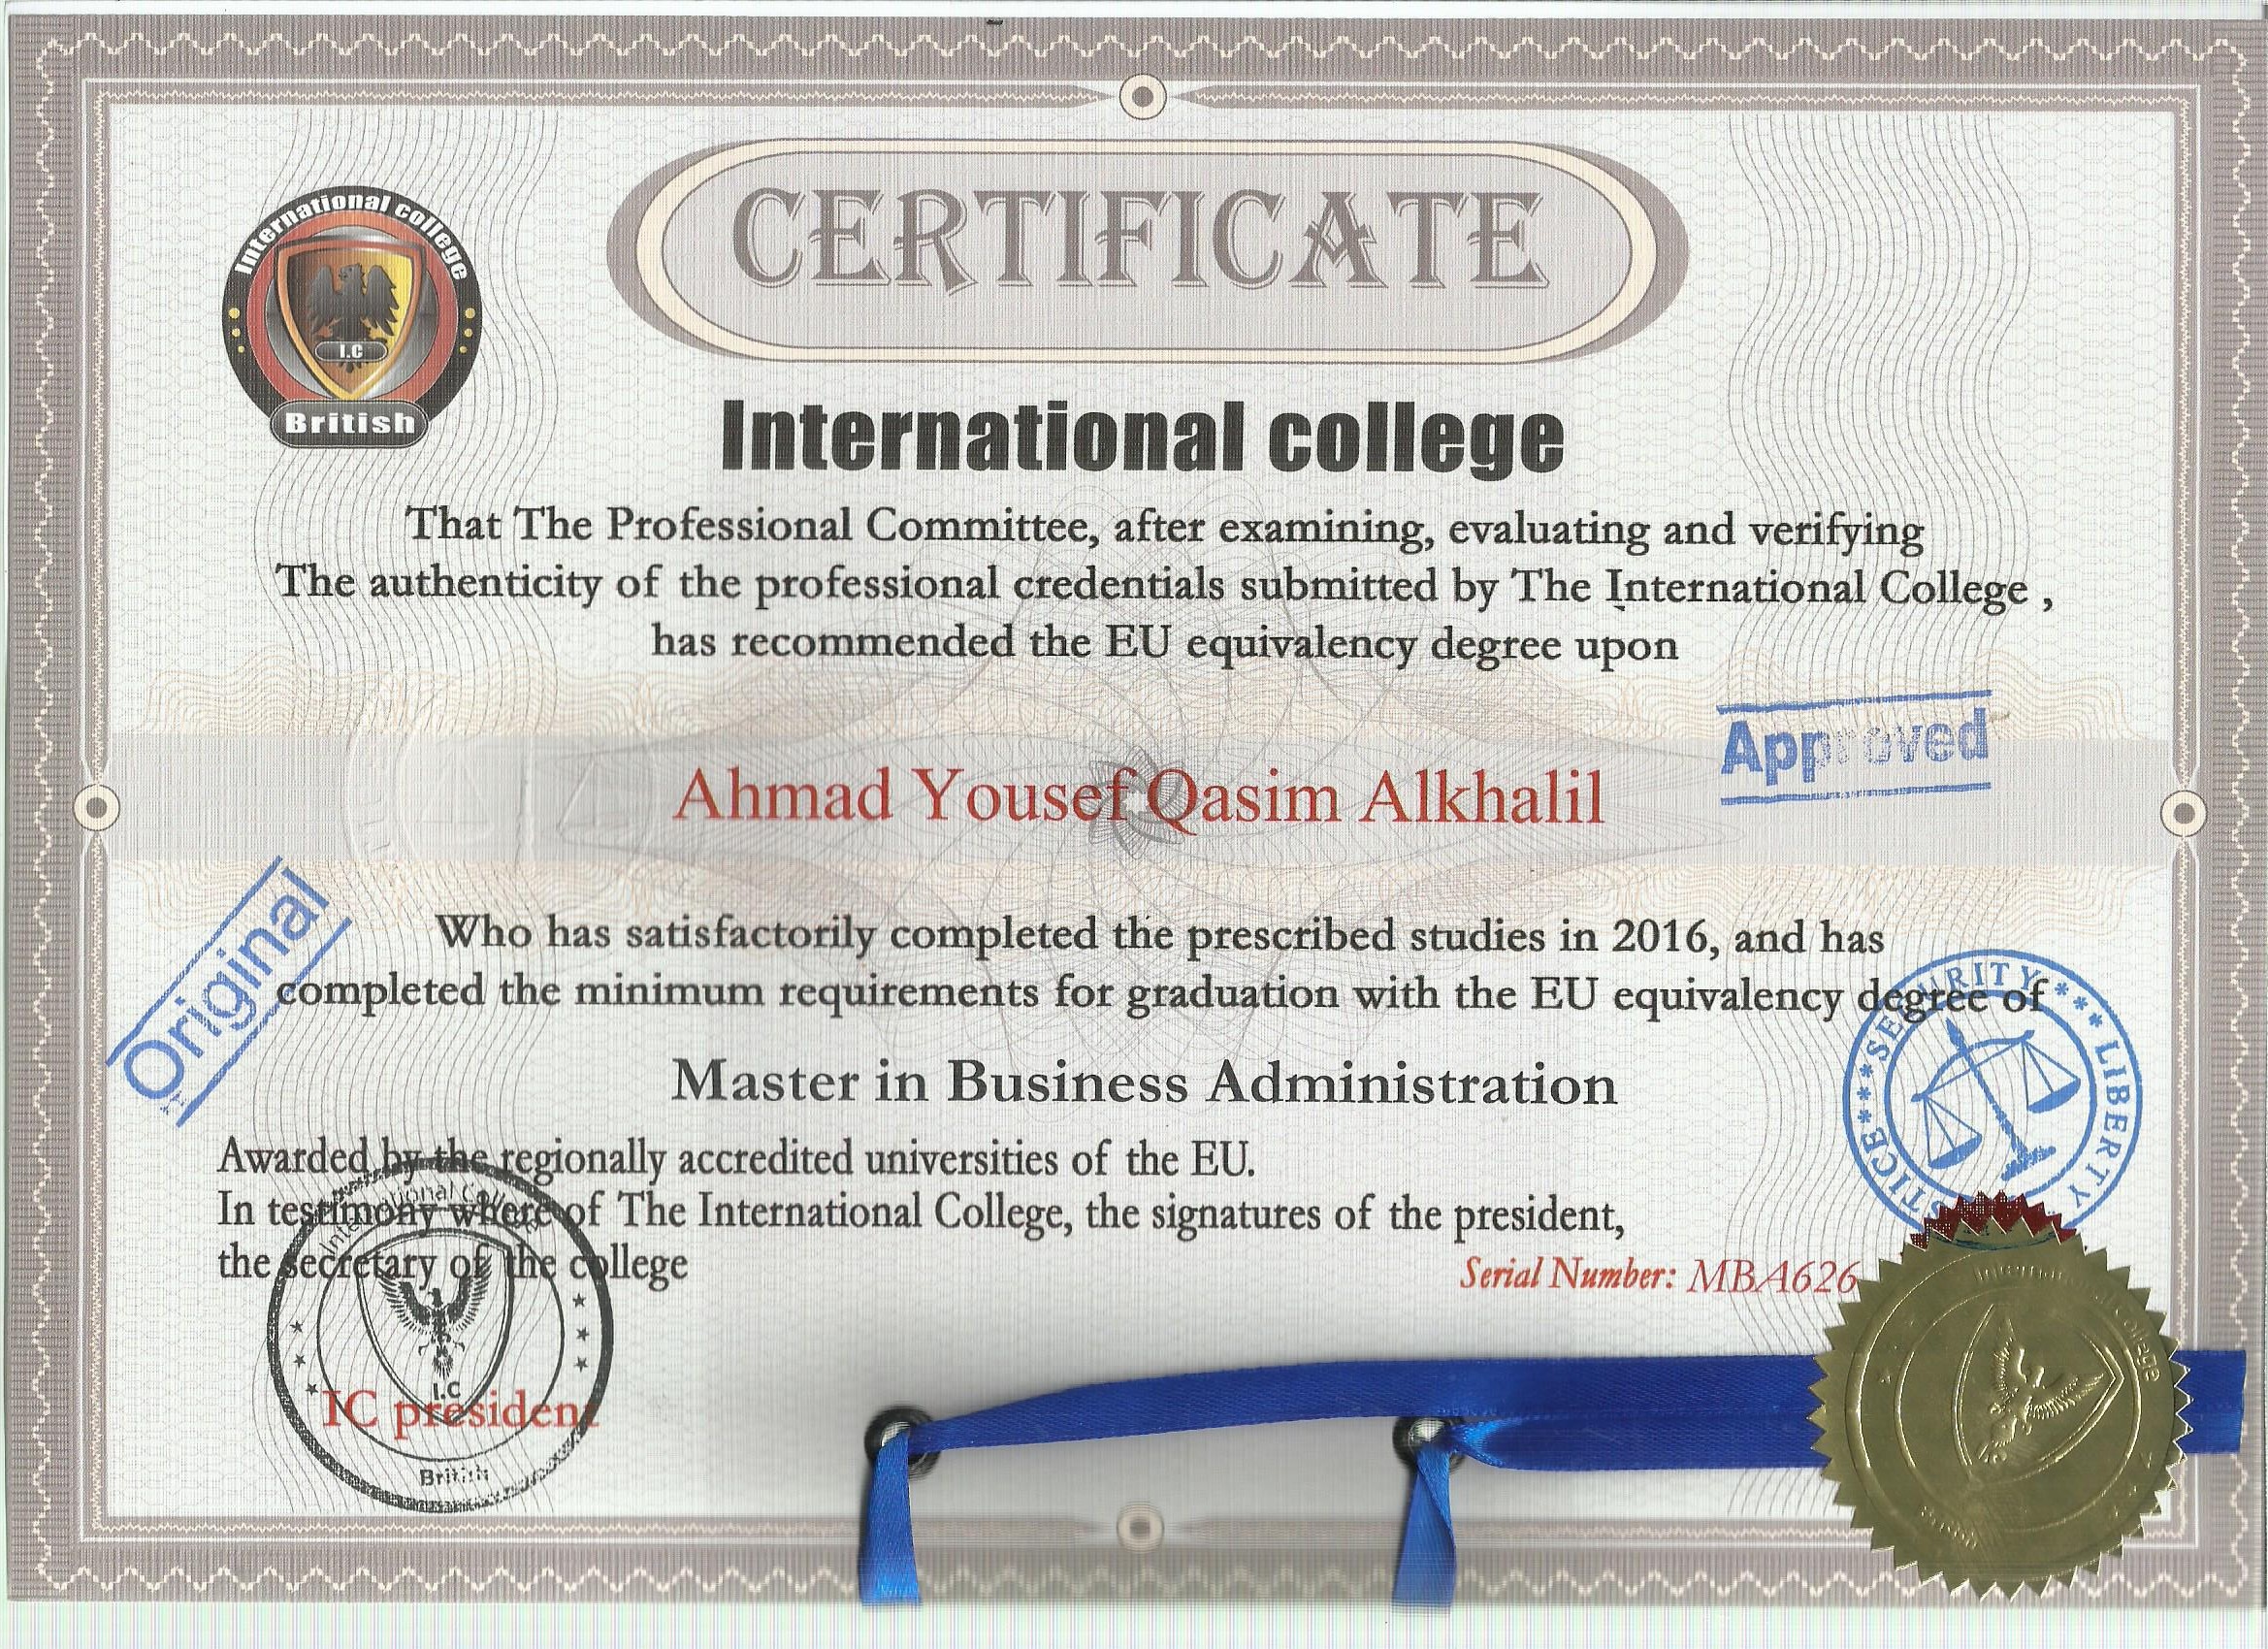 International college
I.C
British
CERTIFICATE
International college
That The Professional Committee, after examining, evaluating and verifying
The authenticity of the professional credentials submitted by The International College ,
has recommended the EU equivalency degree upon
Approved
Ahmad Yousef Qasim Alkhalil
Original
Who has satisfactorily completed the prescribed studies in 2016, and has
completed the minimum requirements for graduation with the EU equivalency degree of
SECURITY *** LIBERTY
STICE***
Master in Business Administration
Awarded by the regionally accredited universities of the EU.
In testimony where of The International College, the signatures of the president,
the secretary of the college
Serial Number: MBA626
International College
I.C
British
IC president
International College